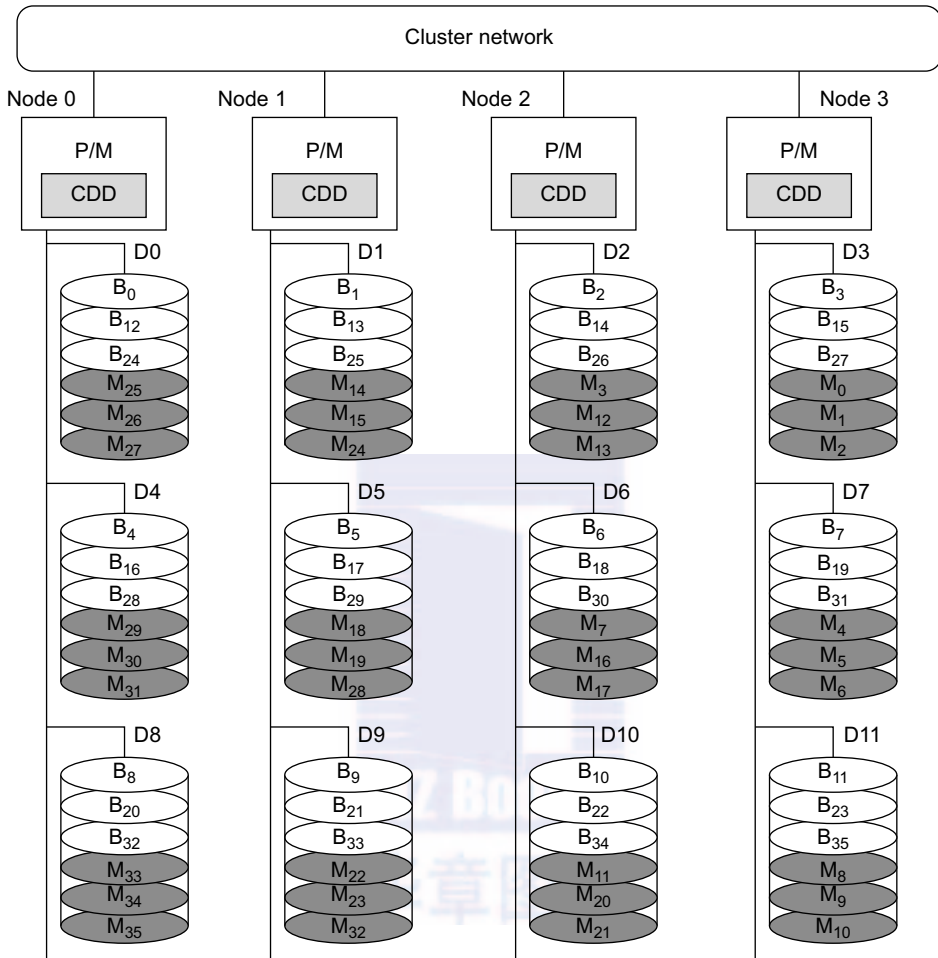 Cluster network
Node 0 Node 1 Node 2 Node 3
P/M P/M P/M P/M
CDD CDD CDD CDD
D0 D1 D2 D3
B0 B1 B2 B3
B12 B13 B14 B15
B24 B25 B26 B27
M25 M14 M3 M0
M26 M15 M12 M1
M27 M24 M13 M2
D4 D5 D6 D7
B4 B5 B6 B7
B16 B17 B18 B19
B28 B29 B30 B31
M29 M18 M7 M4
M30 M19 M16 M5
M31 M28 M17 M6
D8 D9 D10 D11
B8 B9 B10 B11
B20 B21 B22 B23
B32 B33 B34 B35
M33 M22 M11 M8
M34 M23 M20 M9
M35 M32 M21 M10